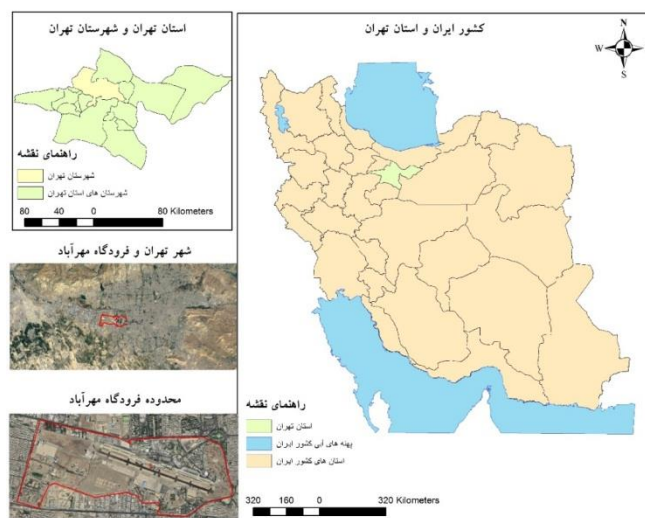 استان تهران و شهرستان تهران
راهنمای نقشه
شهرستان تهران
شهرستان های استان تهران
80 40 0 80 Kilometers
شهر تهران و فرودگاه مهرآباد
محدوده فرودگاه مهرآباد
کشور ایران و استان تهران
N
W E
S
راهنمای نقشه
استان تهران
پهنه های آبی کشور ایران
استان های کشور ایران
320 160 0 320 Kilometers